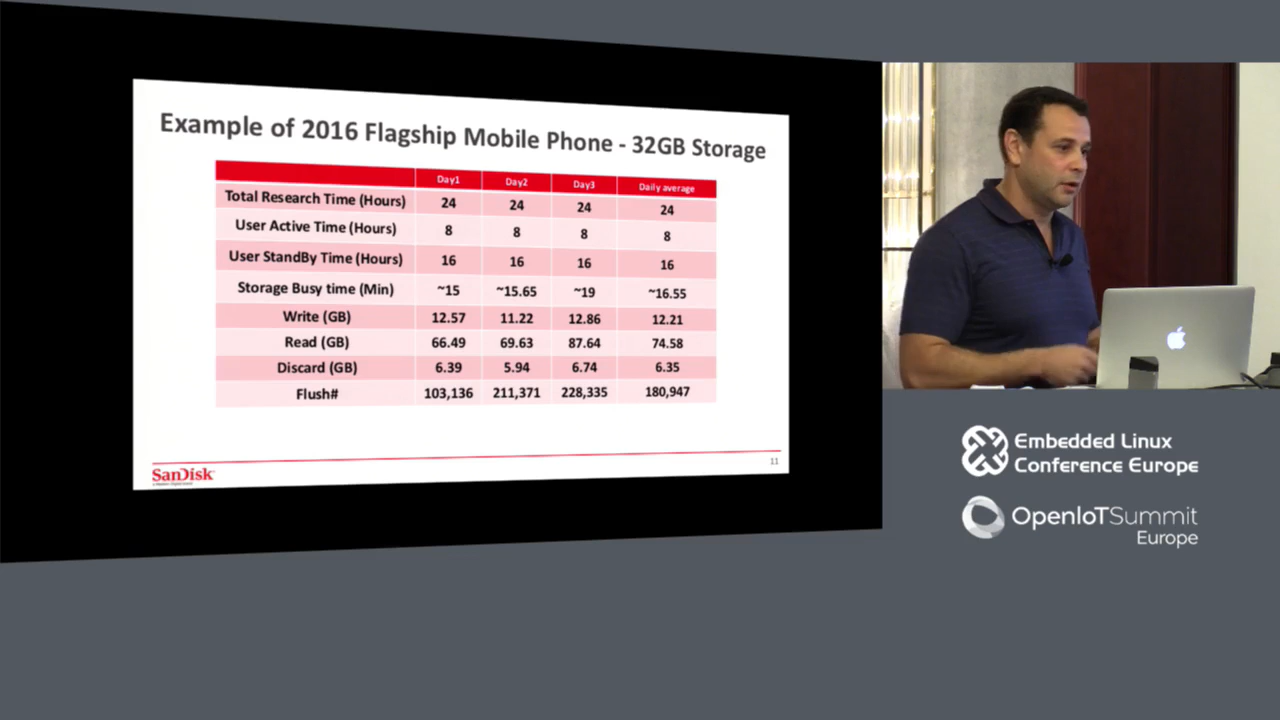 Example of 2016 Flagship Mobile Phone - 32GB Storage
Day1 Day2 Day3 Daily average
Total Research Time (Hours) 24 24 24 24
User Active Time (Hours) 8 8 8 8
User StandBy Time (Hours) 16 16 16 16
Storage Busy time (Min) ~15 ~15.65 ~19 ~16.55
Write (GB) 12.57 11.22 12.86 12.21
Read (GB) 66.49 69.63 87.64 74.58
Discard (GB) 6.39 5.94 6.74 6.35
Flush# 103,136 211,371 228,335 180,947
SanDisk
11
Embedded Linux
Conference Europe
OpenIoTSummit
Europe